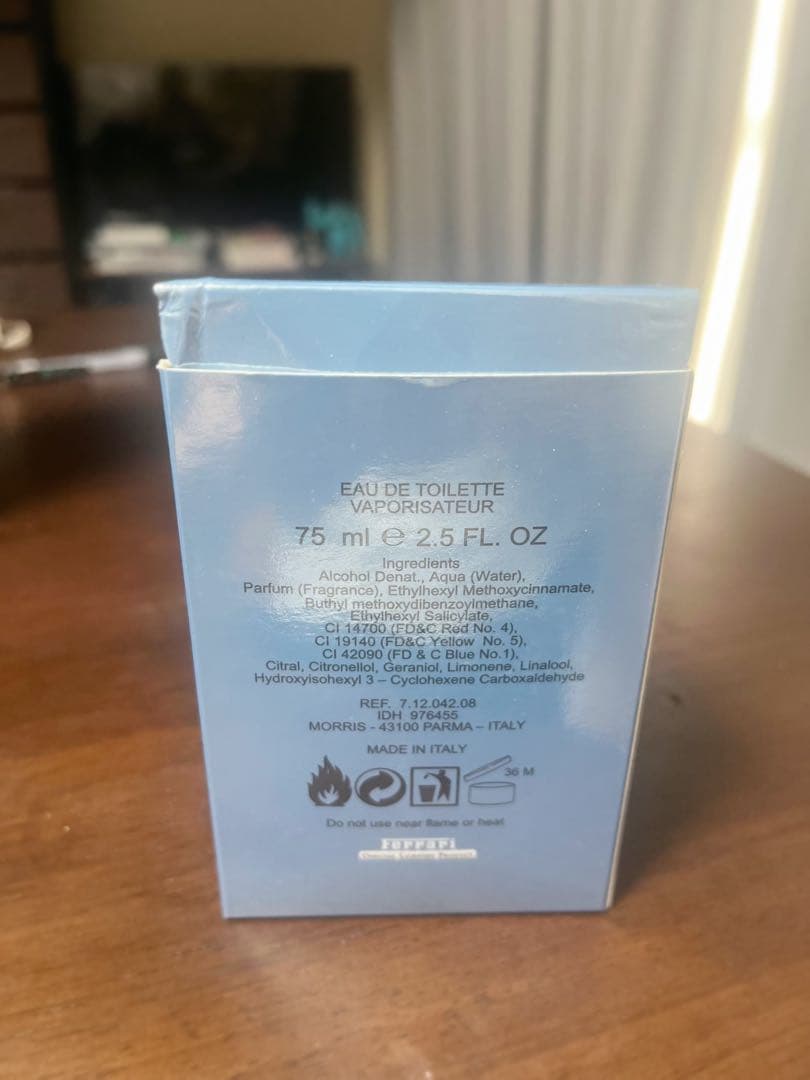 EAU DE TOILETTE
VAPORISATEUR
75 ml ℮ 2.5 FL. OZ
Ingredients
Alcohol Denat., Aqua (Water),
Parfum (Fragrance), Ethylhexyl Methoxycinnamate,
Buthyl methoxydibenzoylmethane,
Ethylhexyl Salicylate,
CI 14700 (FD&C Red No. 4),
CI 19140 (FD&C Yellow No. 5),
CI 42090 (FD & C Blue No.1),
Citral, Citronellol, Geraniol, Limonene, Linalool,
Hydroxyisohexyl 3 – Cyclohexene Carboxaldehyde
REF. 7.12.042.08
IDH 976455
MORRIS - 43100 PARMA – ITALY
MADE IN ITALY
36 M
Do not use near flame or heat
Ferrari
Product